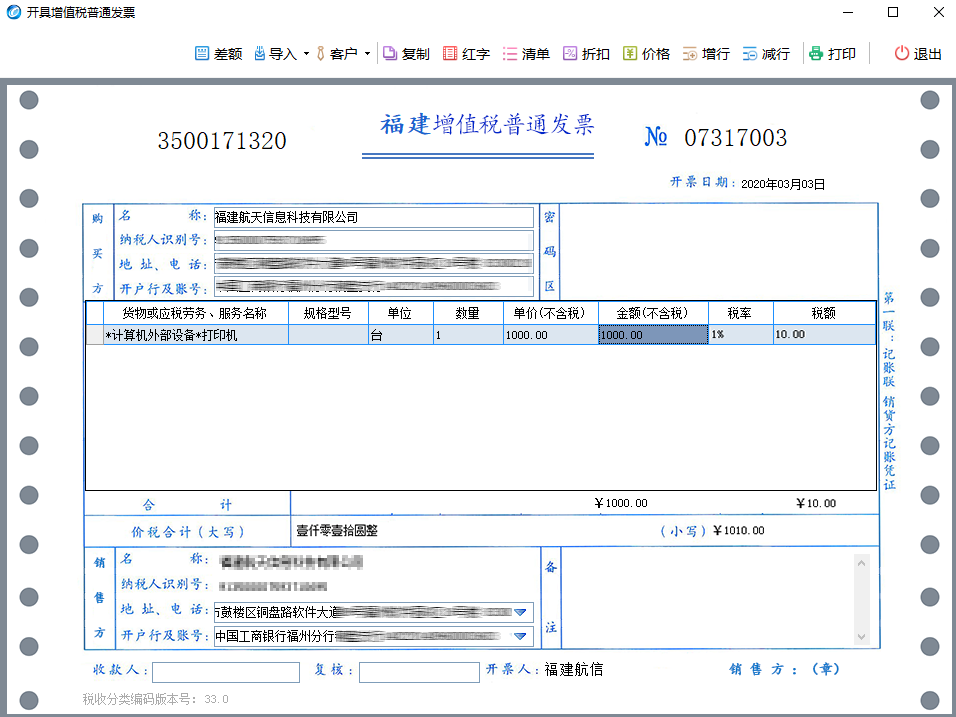 开具增值税普通发票
差额 导入 客户 复制 红字 清单 折扣 价格 增行 减行 打印 退出
3500171320
福建增值税普通发票
№ 07317003
开票日期：2020年03月03日
购买方
名 称：福建航天信息科技有限公司
纳税人识别号：
地 址、电 话：
开户行及账号：
密码区
货物或应税劳务、服务名称 规格型号 单位 数量 单价(不含税) 金额(不含税) 税率 税额
*计算机外部设备*打印机 台 1 1000.00 1000.00 1% 10.00
合 计 ￥1000.00 ￥10.00
价税合计(大写) 壹仟零壹拾圆整 (小写) ￥1010.00
第一联：记账联 销货方记账凭证
销售方
名 称：
纳税人识别号：
地 址、电 话：市鼓楼区铜盘路软件大道
开户行及账号：中国工商银行福州分行
备注
收款人： 复核： 开票人：福建航信 销 售 方：(章)
税收分类编码版本号： 33.0